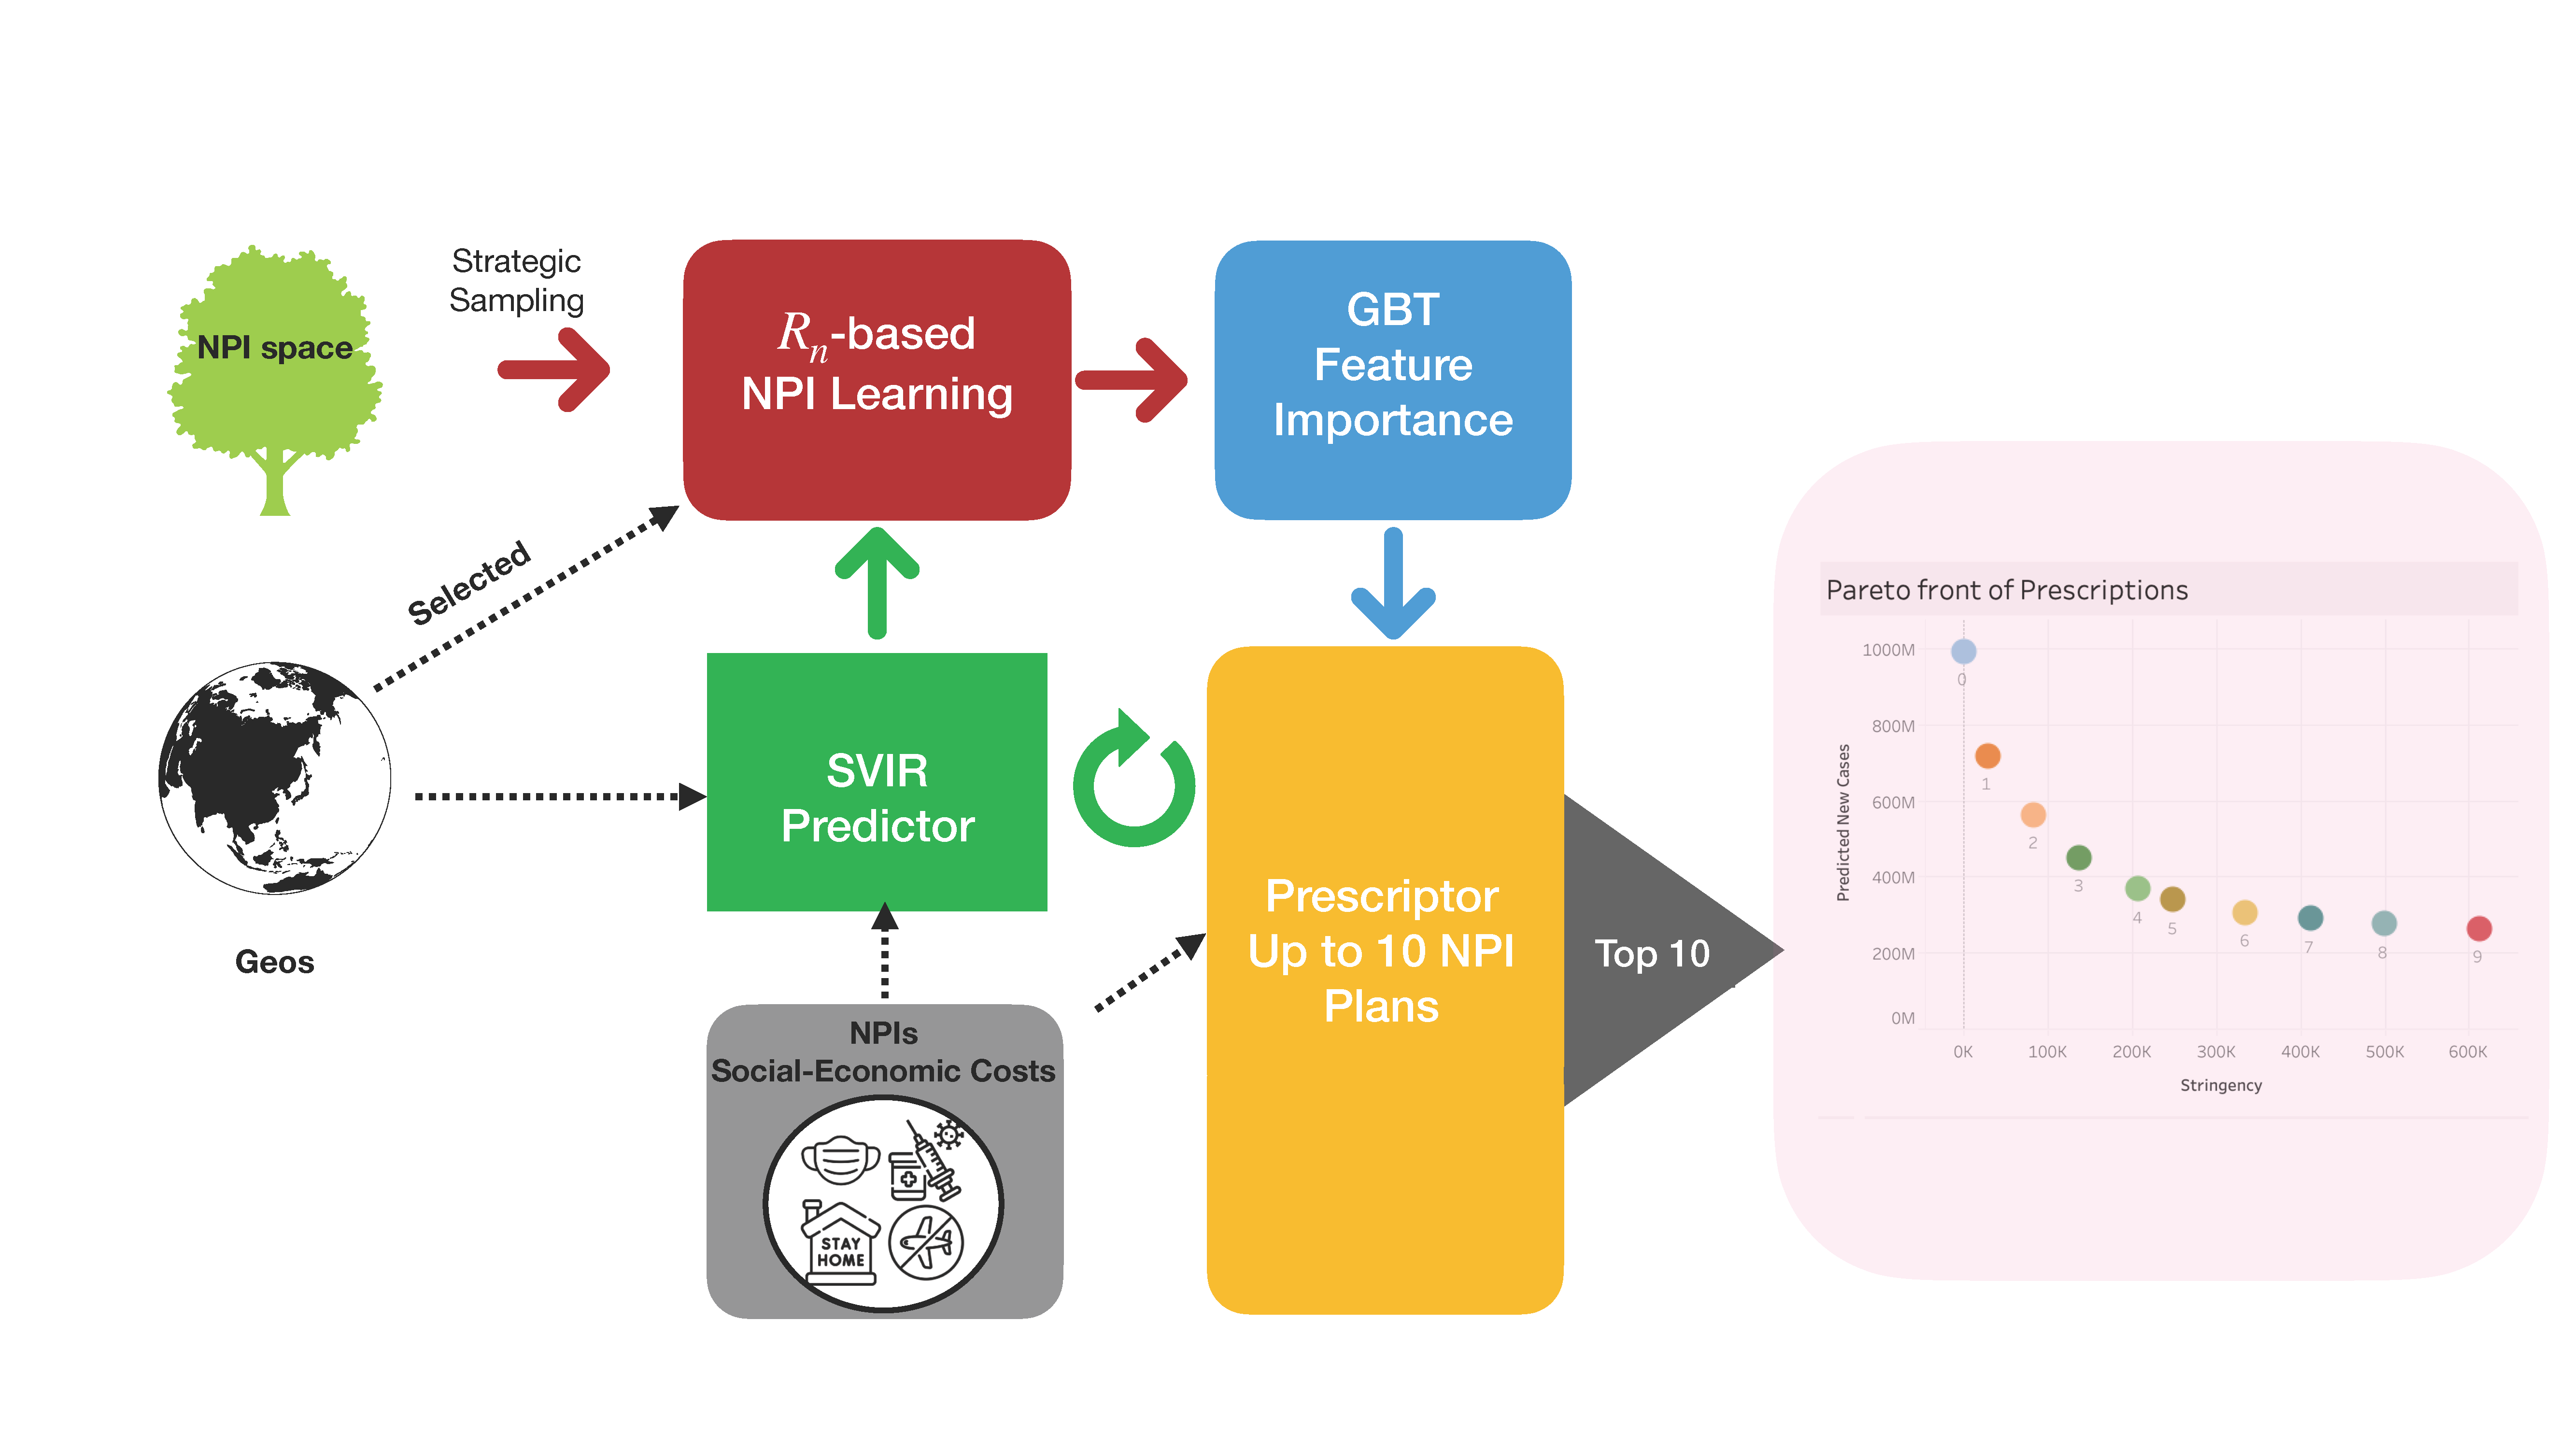 Strategic
Sampling
NPI space
Rn-based
NPI Learning
GBT
Feature
Importance
Selected
Geos
SVIR
Predictor
NPIs
Social-Economic Costs
STAY
HOME
Prescriptor
Up to 10 NPI
Plans
Top 10
Pareto front of Prescriptions
Predicted New Cases
1000M
800M
600M
400M
200M
0M
0
1
2
3
4
5
6
7
8
9
0K 100K 200K 300K 400K 500K 600K
Stringency